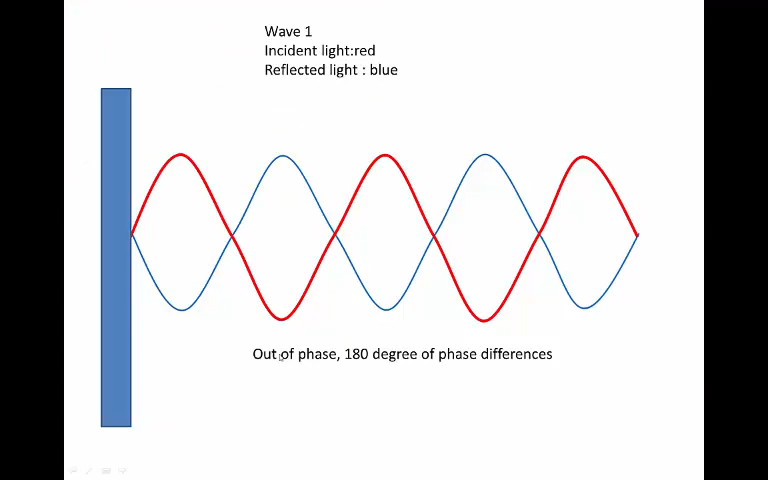 Wave 1
Incident light:red
Reflected light : blue
Out of phase, 180 degree of phase differences